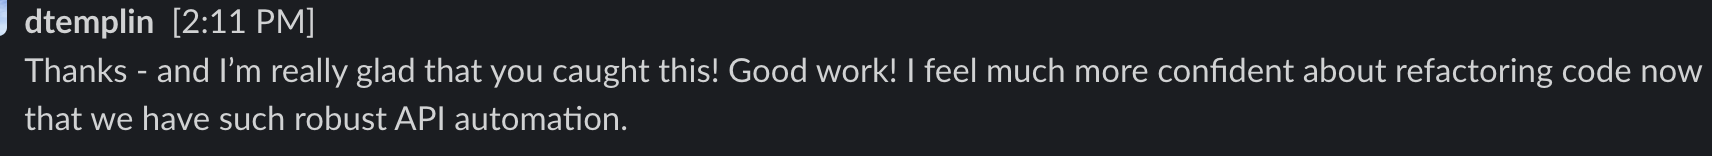 dtemplin [2:11 PM]
Thanks - and I’m really glad that you caught this! Good work! I feel much more confident about refactoring code now
that we have such robust API automation.